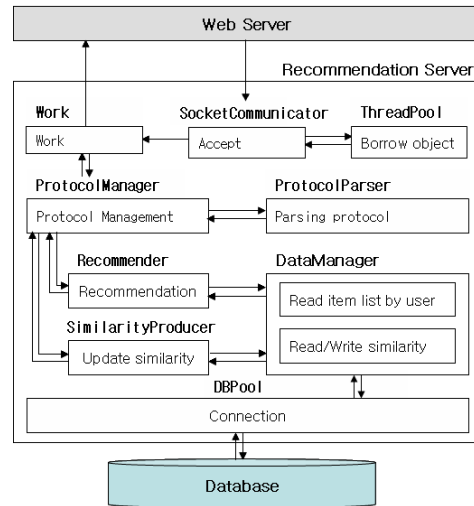 Web Server
Recommendation Server
Work
SocketCommunicator
ThreadPool
Work
Accept
Borrow object
ProtocolManager
ProtocolParser
Protocol Management
Parsing protocol
Recommender
DataManager
Recommendation
Read item list by user
SimilarityProducer
Update similarity
Read/Write similarity
DBPool
Connection
Database